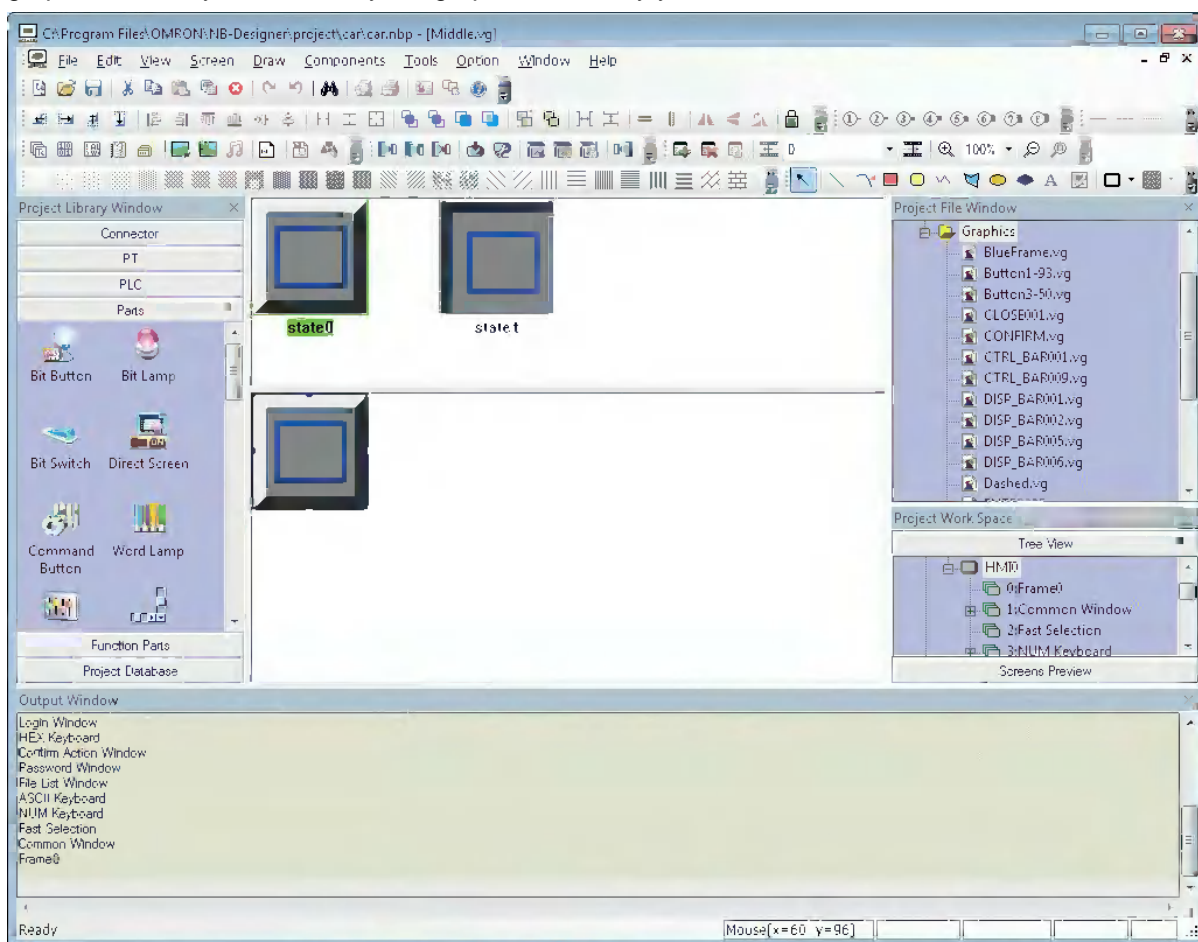 C:\Program Files\OMRON\NB-Designer\project\car\car.nbp - [Middle.vg]
File Edit View Screen Draw Components Tools Option Window Help
0 100%
A
Project Library Window
Connector
PT
PLC
Parts
Bit Button Bit Lamp
Bit Switch Direct Screen
Command Button Word Lamp
Function Parts
Project Database
state0 state1
Project File Window
Graphics
BlueFrame.vg
Button1-93.vg
Button3-50.vg
CLOSE001.vg
CONFIRM.vg
CTRL_BAR001.vg
CTRL_BAR009.vg
DISP_BAR001.vg
DISP_BAR002.vg
DISP_BAR005.vg
DISP_BAR006.vg
Dashed.vg
Project Work Space
Tree View
HMI0
0:Frame0
1:Common Window
2:Fast Selection
3:NUM Keyboard
Screens Preview
Output Window
Login Window
HEX Keyboard
Confirm Action Window
Password Window
File List Window
ASCII Keyboard
NUM Keyboard
Fast Selection
Common Window
Frame0
Ready Mouse[x=60 y=96]